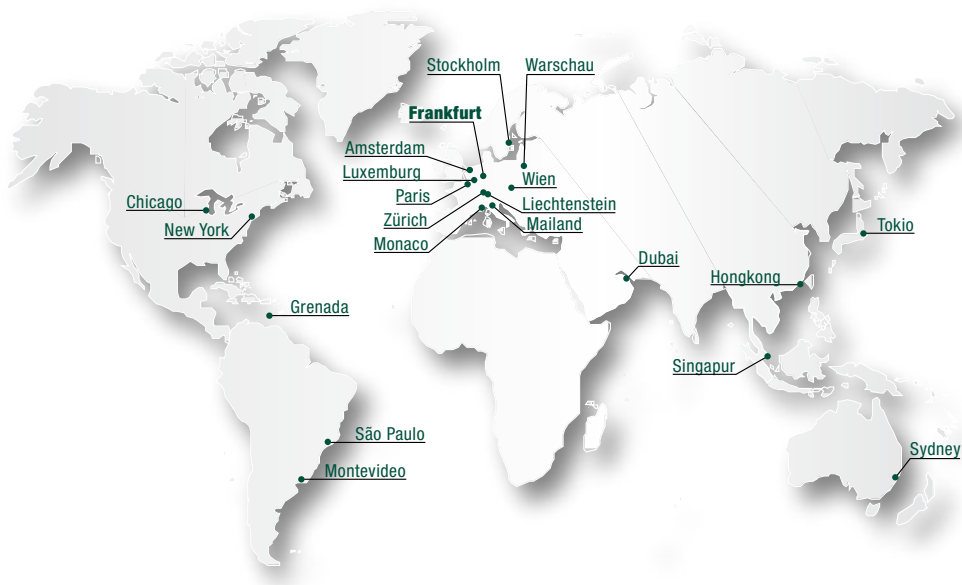 Stockholm
Warschau
Frankfurt
Amsterdam
Luxemburg
Wien
Paris
Liechtenstein
Chicago
Zürich
Mailand
New York
Tokio
Monaco
Dubai
Hongkong
Grenada
Singapur
São Paulo
Sydney
Montevideo